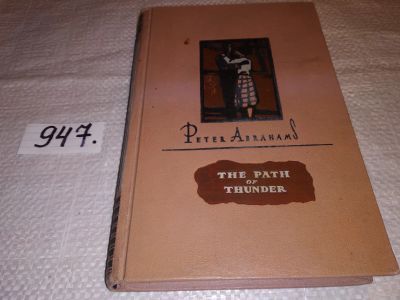 947.
PETER ABRAHAMS
THE PATH
OF
THUNDER